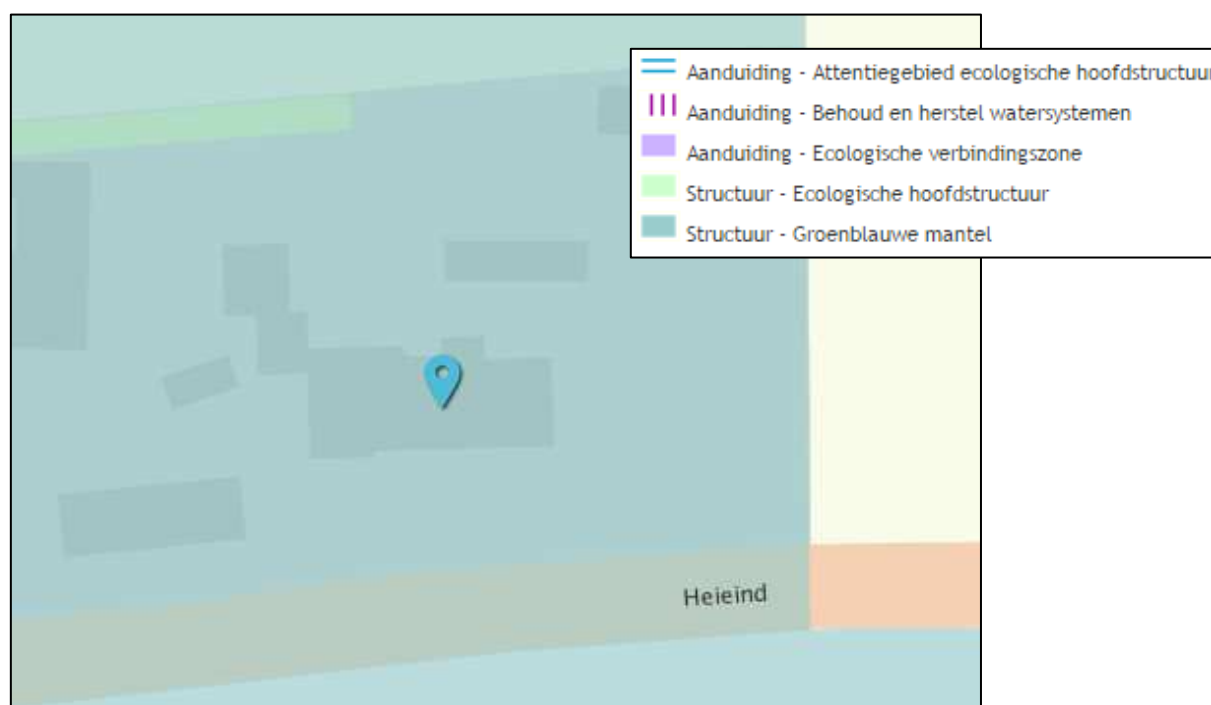 Aanduiding - Attentiegebied ecologische hoofdstructuur
Aanduiding - Behoud en herstel watersystemen
Aanduiding - Ecologische verbindingszone
Structuur - Ecologische hoofdstructuur
Structuur - Groenblauwe mantel
Heieind